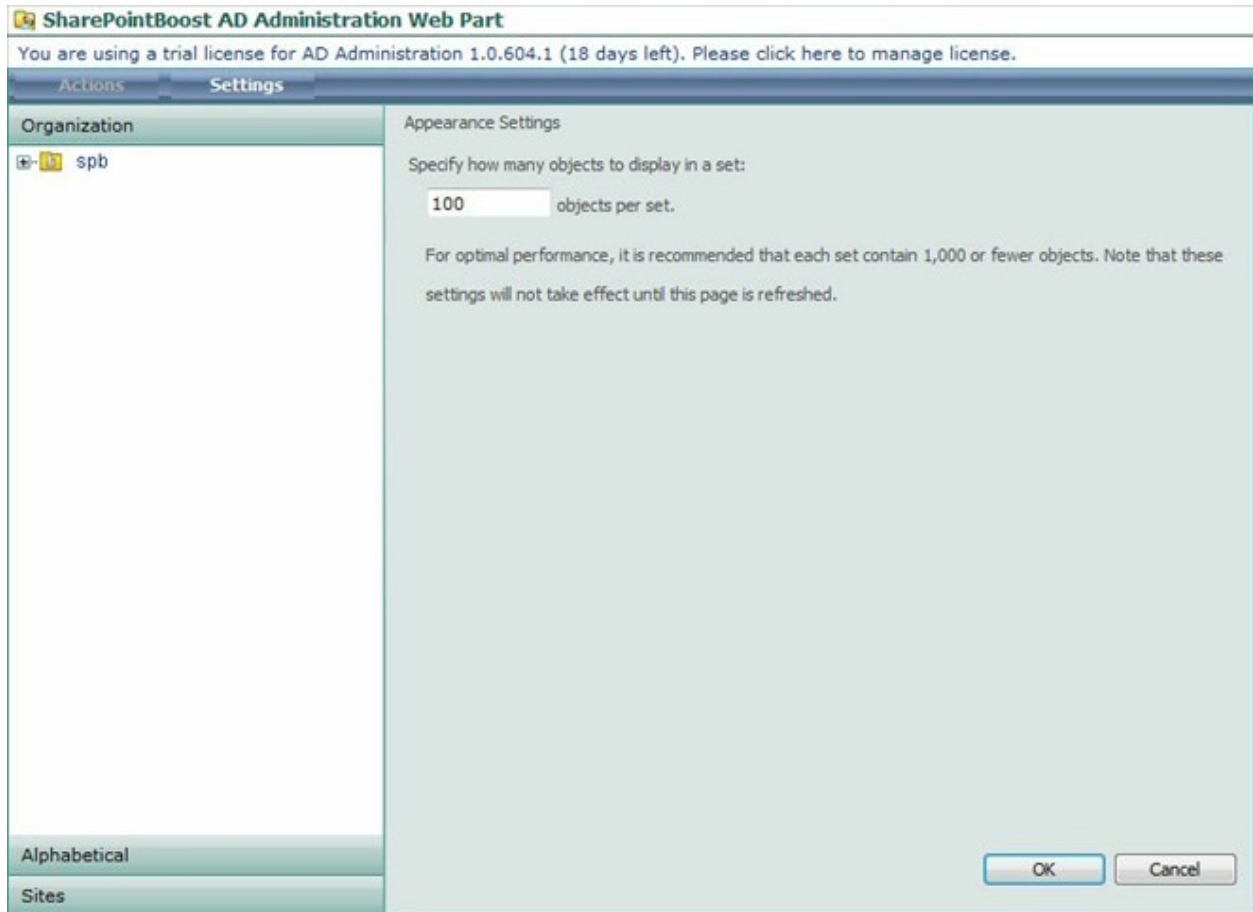 SharePointBoost AD Administration Web Part
You are using a trial license for AD Administration 1.0.604.1 (18 days left). Please click here to manage license.
Actions Settings
Organization
spb
Alphabetical
Sites
Appearance Settings
Specify how many objects to display in a set:
100 objects per set.
For optimal performance, it is recommended that each set contain 1,000 or fewer objects. Note that these
settings will not take effect until this page is refreshed.
OK Cancel